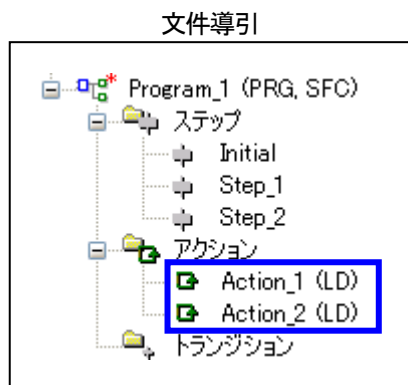 文件導引
Program_1 (PRG, SFC)
ステップ
Initial
Step_1
Step_2
アクション
Action_1 (LD)
Action_2 (LD)
トランジション